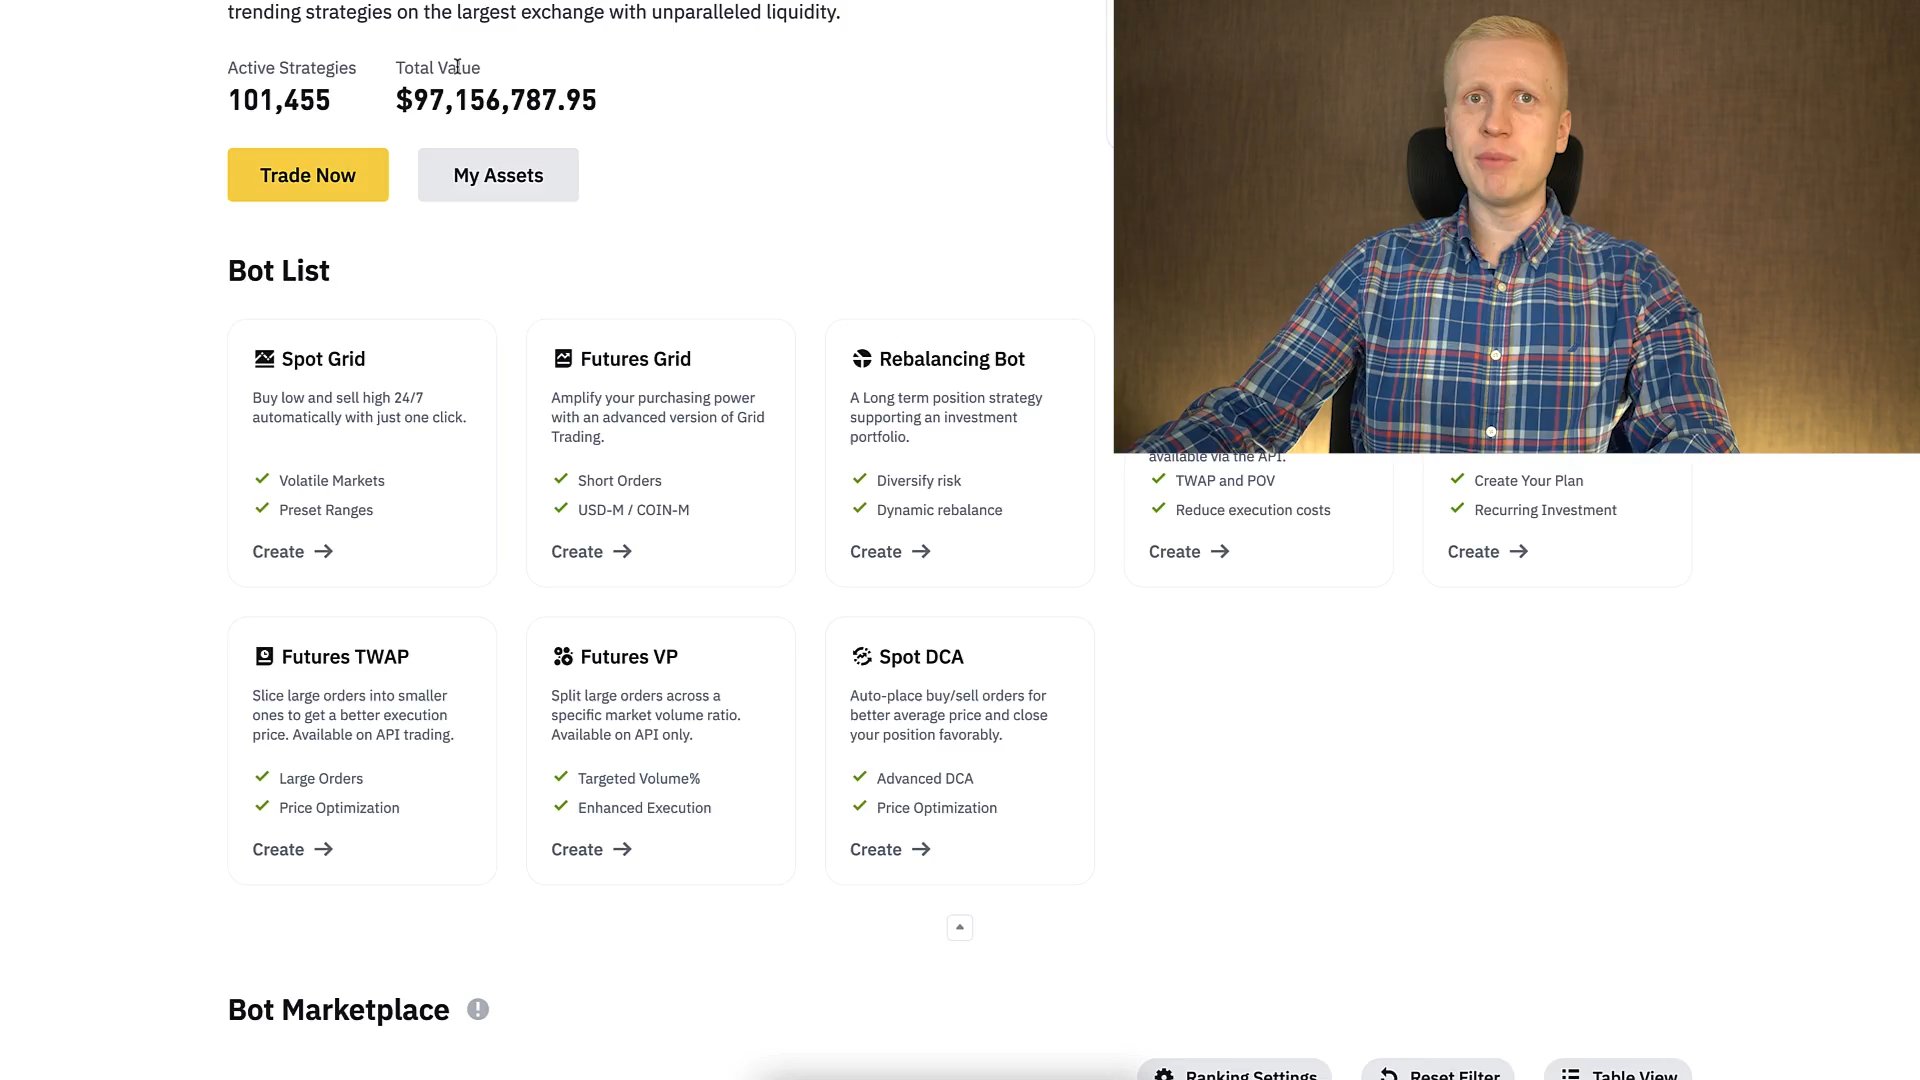 trending strategies on the largest exchange with unparalleled liquidity.
Active Strategies
Total Value
101,455
$97,156,787.95
Trade Now
My Assets
Bot List
Spot Grid
Buy low and sell high 24/7
automatically with just one click.
Volatile Markets
Preset Ranges
Create
Futures Grid
Amplify your purchasing power
with an advanced version of Grid
Trading.
Short Orders
USD-M / COIN-M
Create
Rebalancing Bot
A Long term position strategy
supporting an investment
portfolio.
Diversify risk
Dynamic rebalance
Create
available via the API.
TWAP and POV
Reduce execution costs
Create
Create Your Plan
Recurring Investment
Create
Futures TWAP
Slice large orders into smaller
ones to get a better execution
price. Available on API trading.
Large Orders
Price Optimization
Create
Futures VP
Split large orders across a
specific market volume ratio.
Available on API only.
Targeted Volume%
Enhanced Execution
Create
Spot DCA
Auto-place buy/sell orders for
better average price and close
your position favorably.
Advanced DCA
Price Optimization
Create
Bot Marketplace
Ranking Settings
Reset Filter
Table View